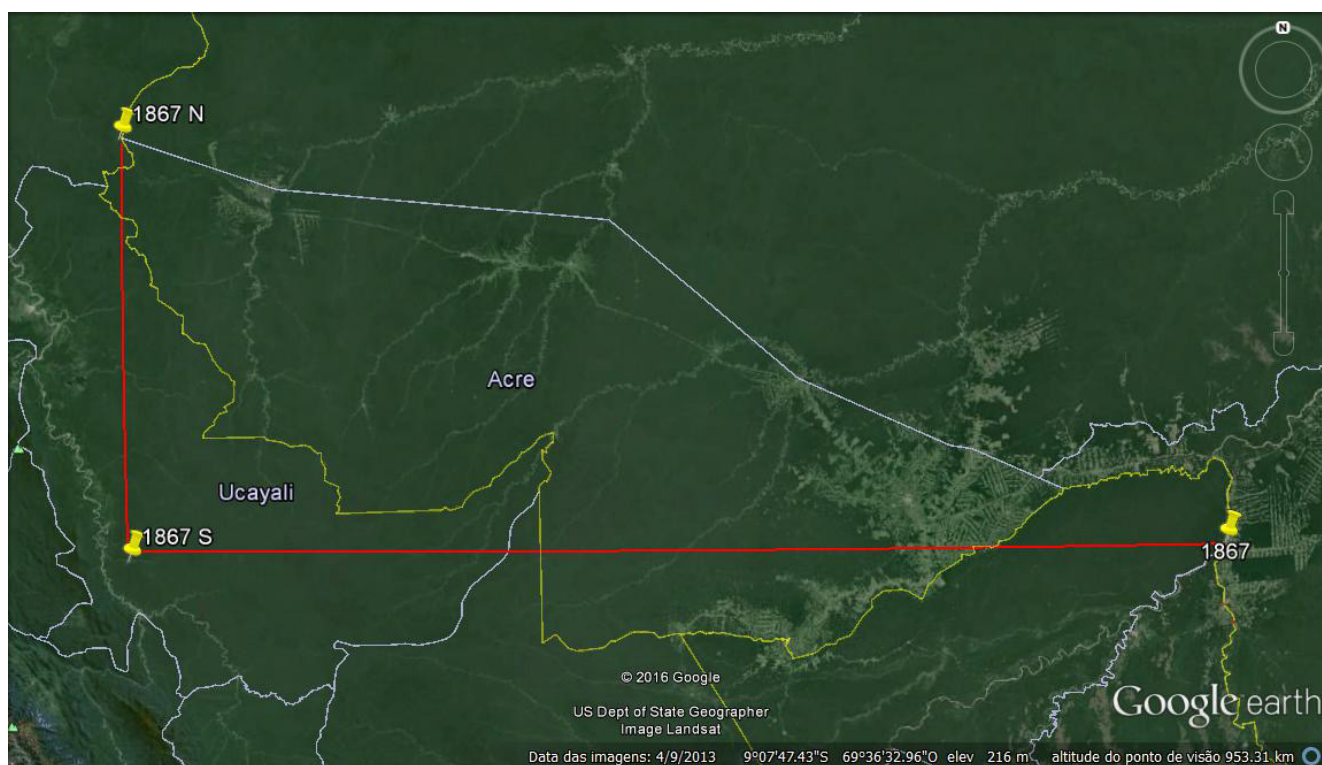 N
1867 N
Acre
Ucayali
1867 S
1867
© 2016 Google
US Dept of State Geographer
Image Landsat
Google earth
Data das imagens: 4/9/2013 9°07'47.43"S 69°36'32.96"O elev 216 m altitude do ponto de visão 953.31 km